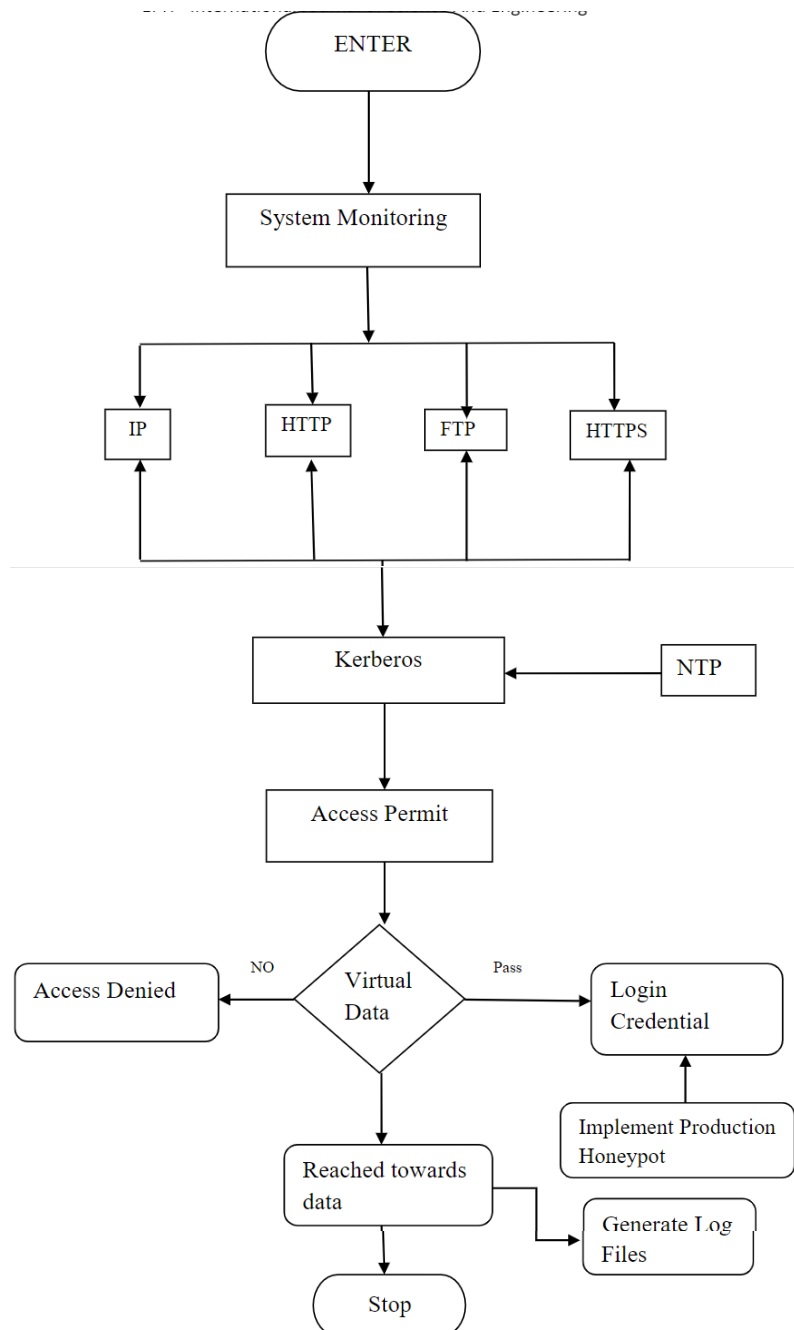 ENTER
System Monitoring
IP
HTTP
FTP
HTTPS
Kerberos
NTP
Access Permit
NO
Pass
Access Denied
Virtual
Data
Login
Credential
Implement Production
Honeypot
Reached towards
data
Generate Log
Files
Stop